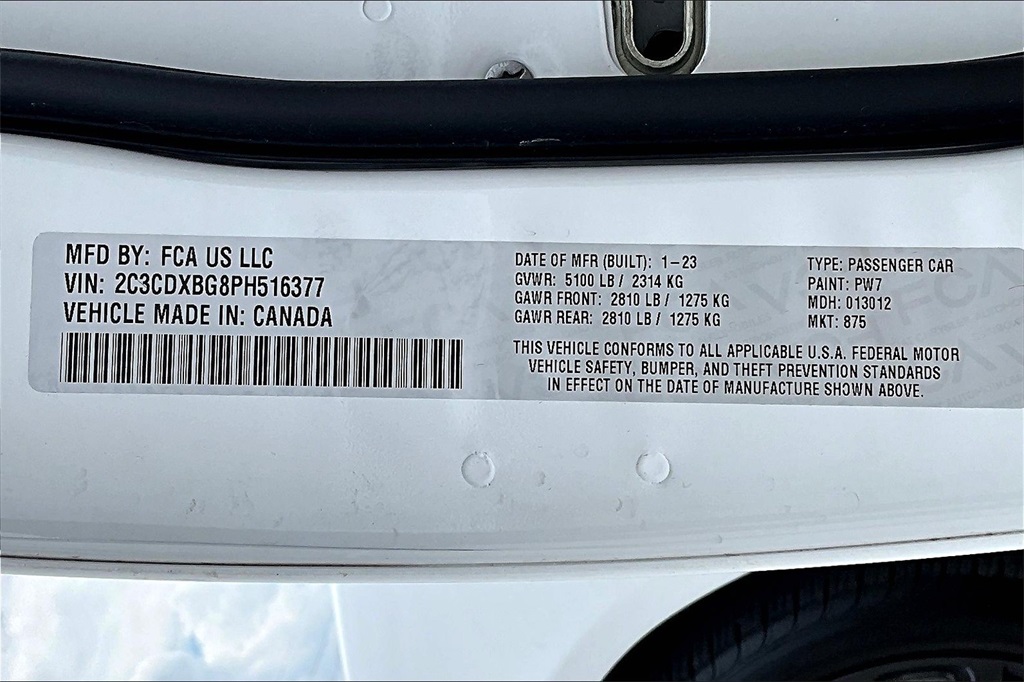 MFD BY: FCA US LLC
VIN: 2C3CDXBG8PH516377
VEHICLE MADE IN: CANADA
DATE OF MFR (BUILT): 1-23
GVWR: 5100 LB / 2314 KG
GAWR FRONT: 2810 LB / 1275 KG
GAWR REAR: 2810 LB / 1275 KG
TYPE: PASSENGER CAR
PAINT: PW7
MDH: 013012
MKT: 875
THIS VEHICLE CONFORMS TO ALL APPLICABLE U.S.A. FEDERAL MOTOR
VEHICLE SAFETY, BUMPER, AND THEFT PREVENTION STANDARDS
IN EFFECT ON THE DATE OF MANUFACTURE SHOWN ABOVE.